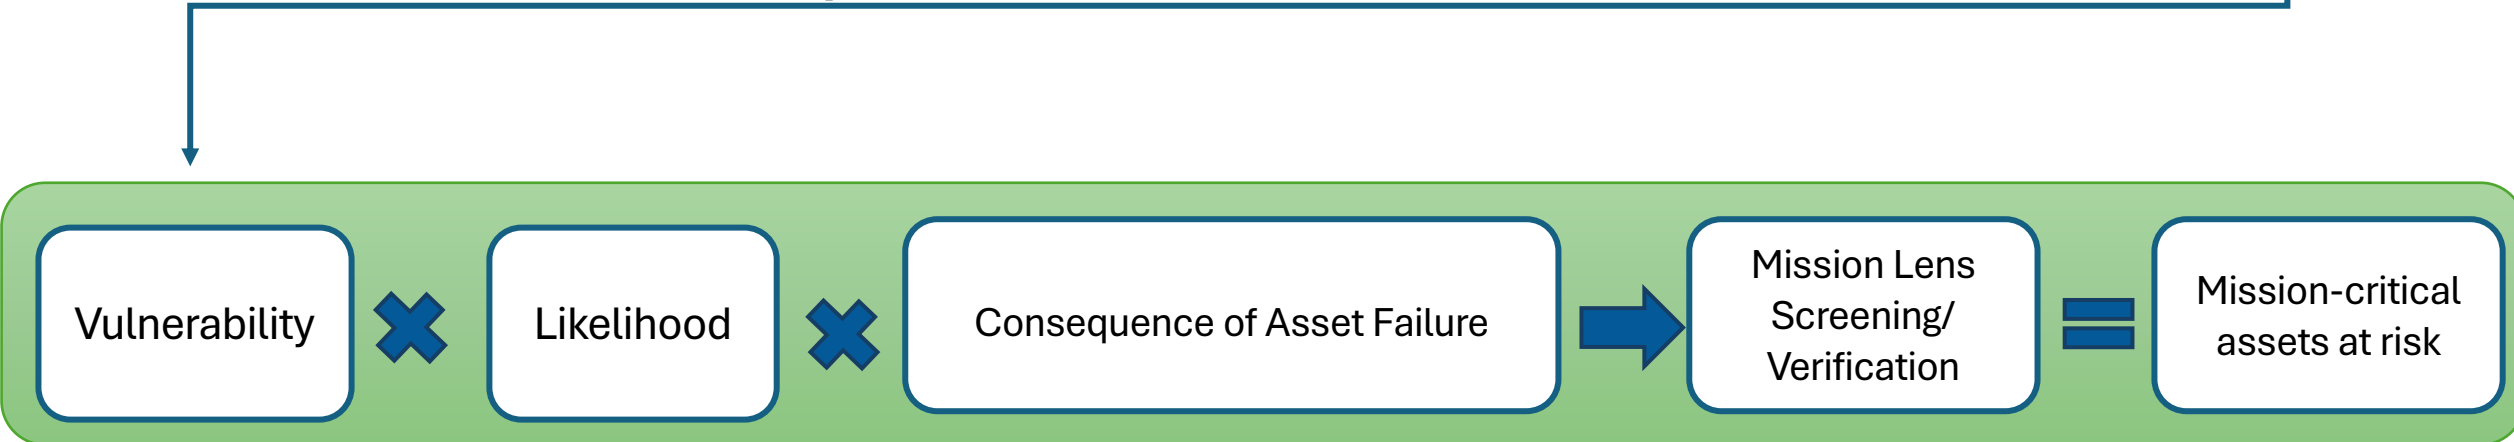 Vulnerability
Likelihood
Consequence of Asset Failure
Mission Lens
Screening/
Verification
Mission-critical
assets at risk